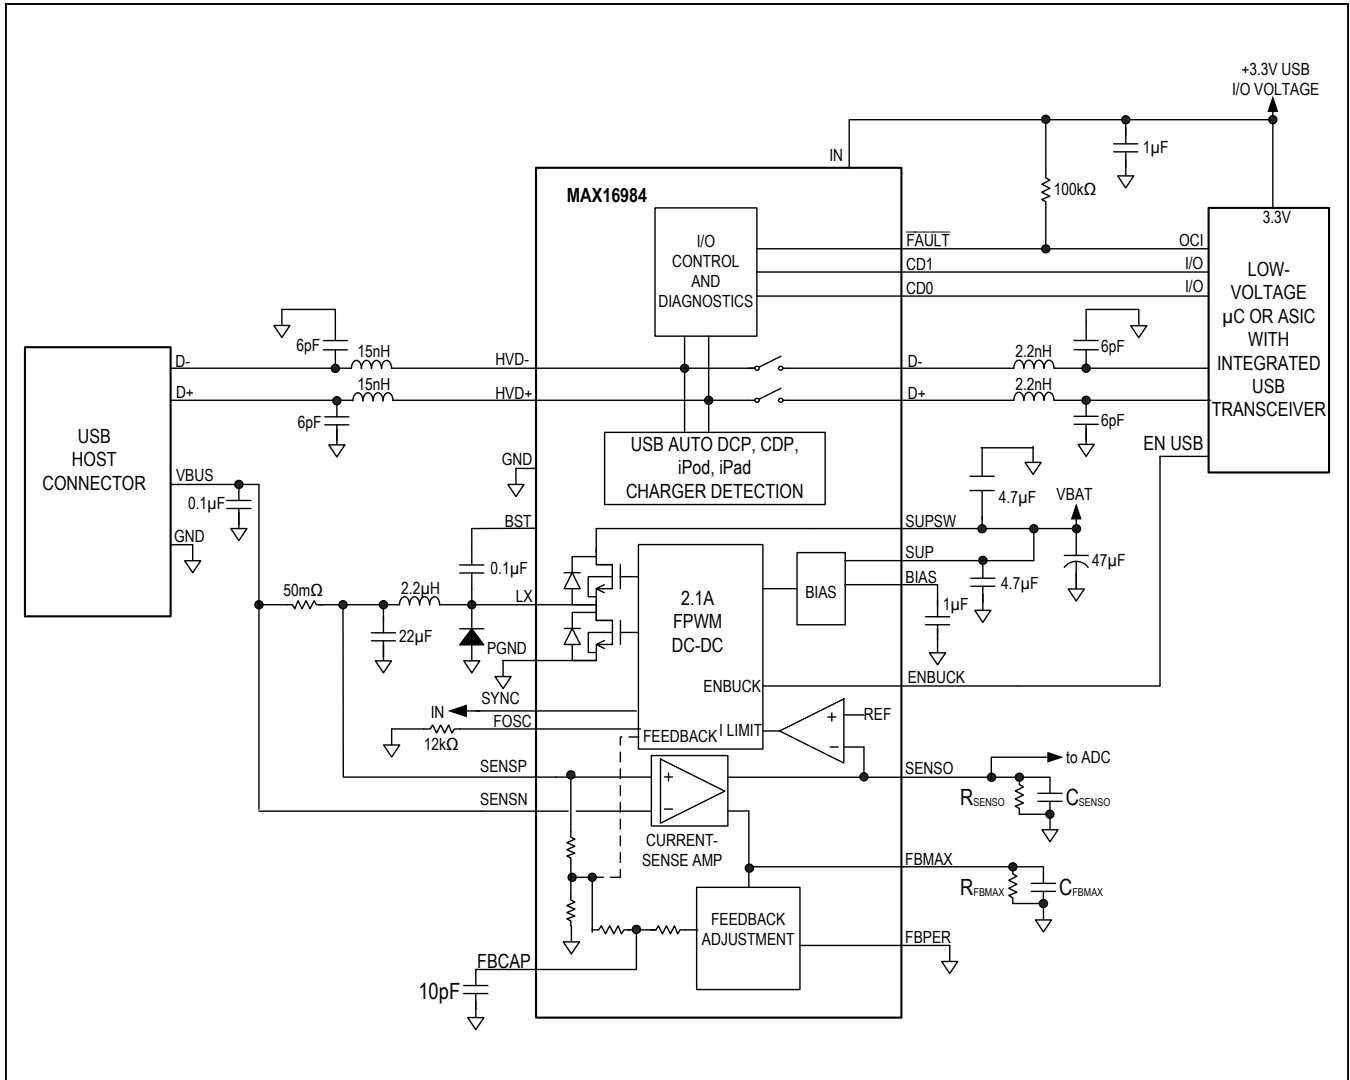 +3.3V USB
I/O VOLTAGE
IN
1µF
MAX16984
100kΩ
3.3V
I/O
CONTROL
AND
DIAGNOSTICS
FAULT
OCI
CD1
I/O
CD0
I/O
LOW-
VOLTAGE
µC OR ASIC
WITH
INTEGRATED
USB
TRANSCEIVER
6pF
15nH
D-
HVD-
D-
2.2nH
6pF
15nH
D+
HVD+
D+
2.2nH
6pF
6pF
USB
HOST
CONNECTOR
USB AUTO DCP, CDP,
iPod, iPad
CHARGER DETECTION
EN USB
GND
VBUS
0.1µF
4.7µF
VBAT
BST
SUPSW
GND
SUP
47µF
0.1µF
BIAS
BIAS
4.7µF
1µF
50mΩ
2.2µH
LX
2.1A
FPWM
DC-DC
22µF
PGND
ENBUCK
ENBUCK
SYNC
IN
FOSC
12kΩ
FEEDBACK
I LIMIT
+
-
REF
SENSP
+
SENSO
to ADC
RSENSO
CSENSO
SENSN
-
CURRENT-
SENSE AMP
FBMAX
RFBMAX
CFBMAX
FEEDBACK
ADJUSTMENT
FBPER
FBCAP
10pF